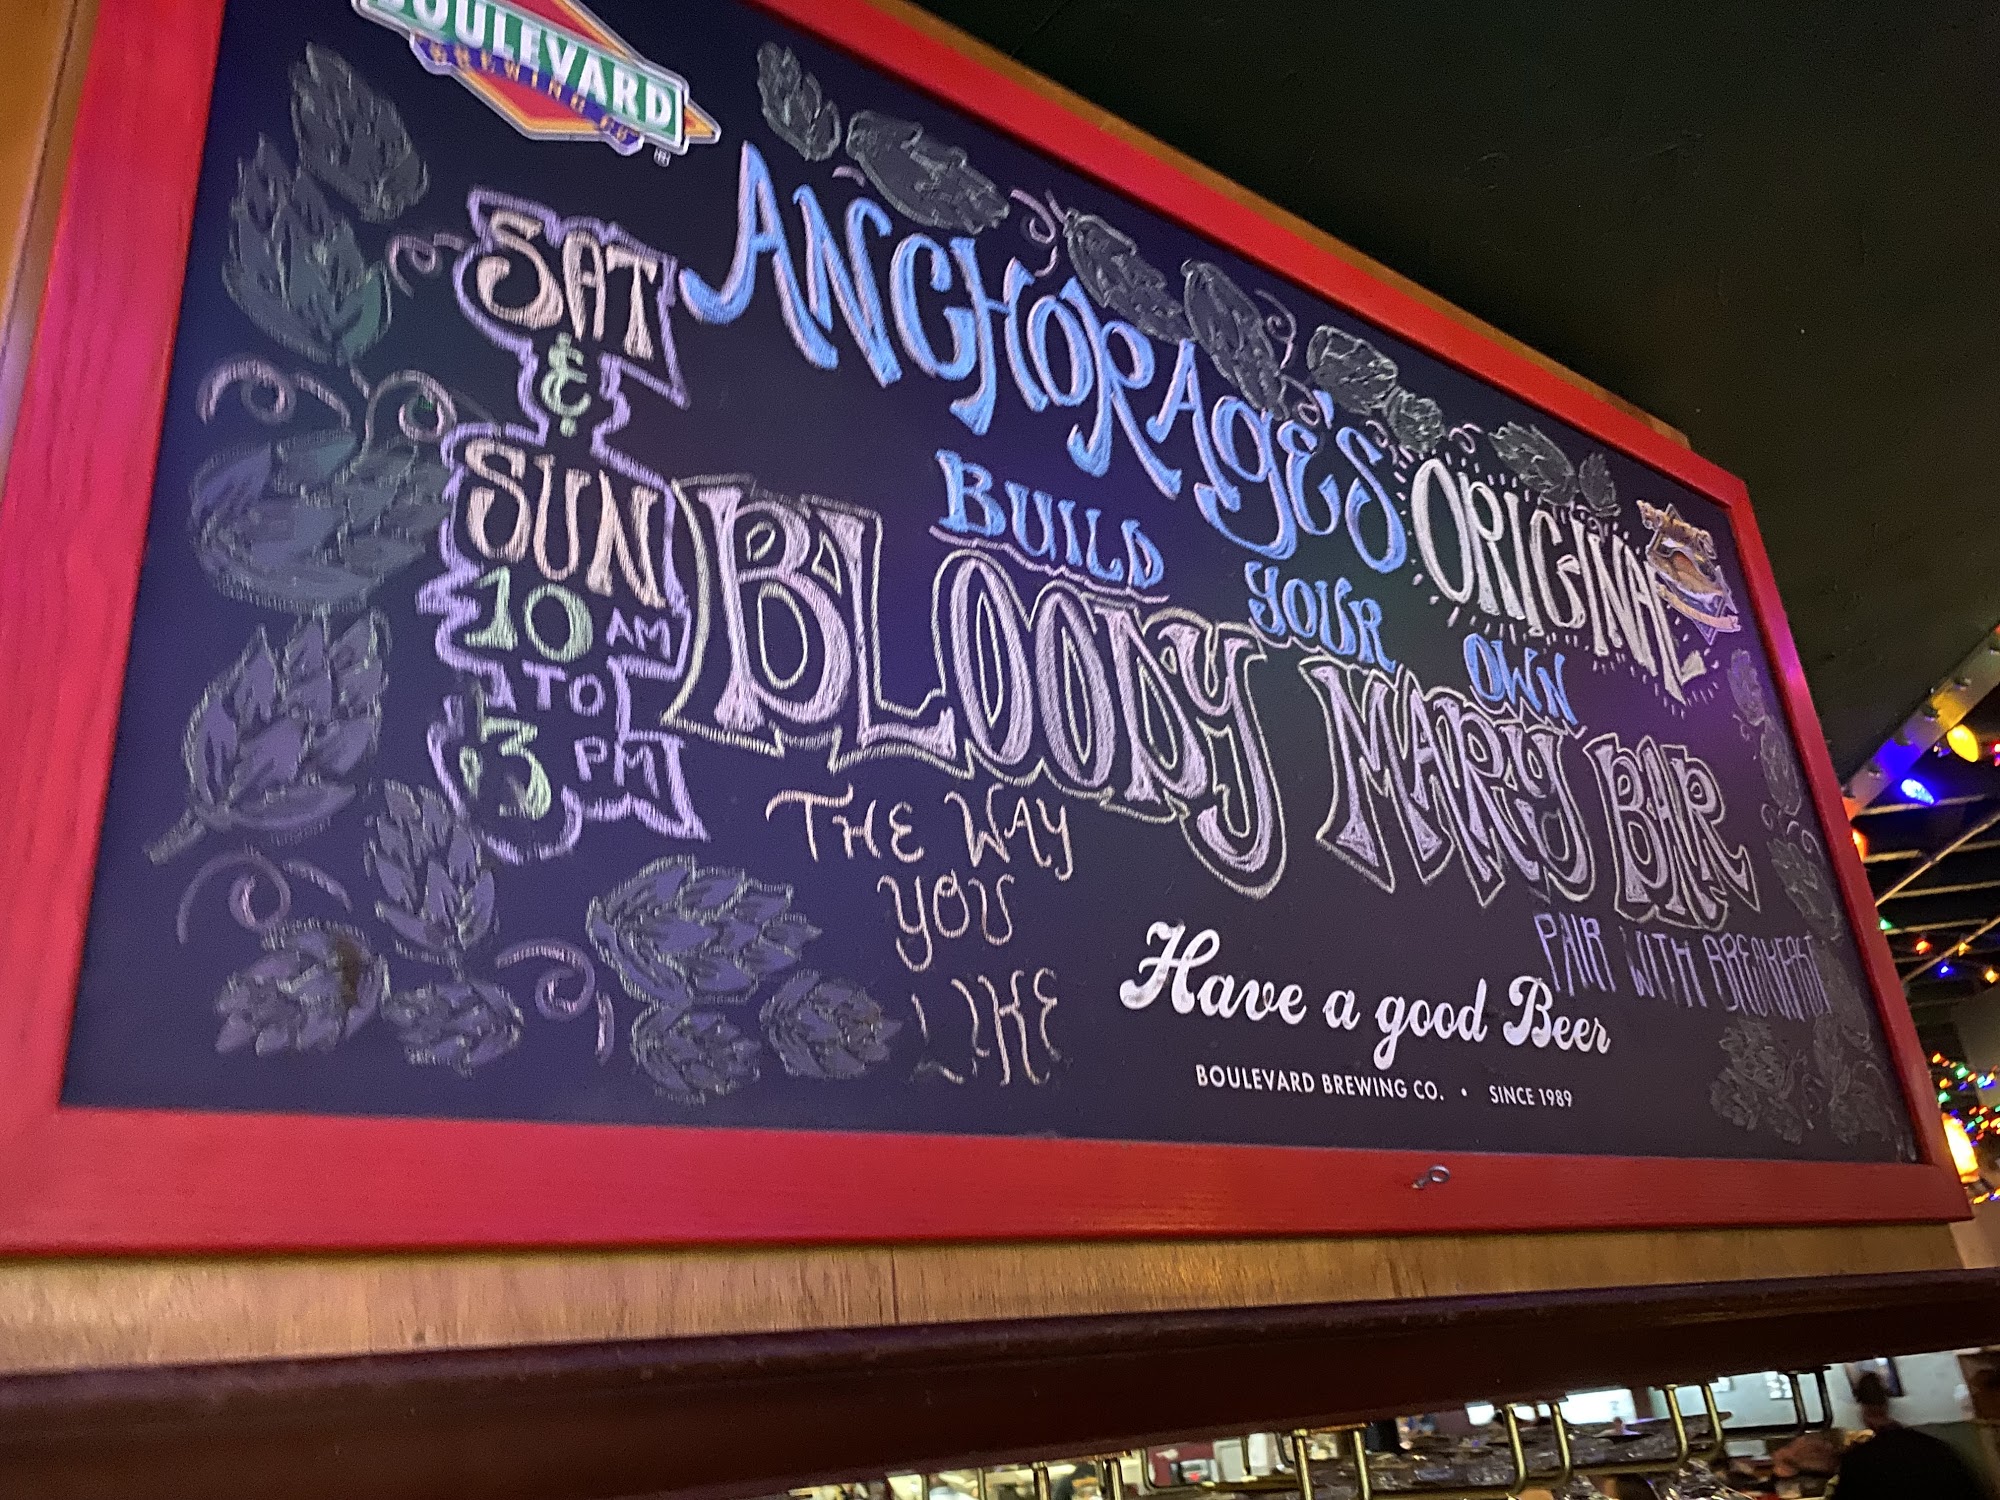 BOULEVARD
BREWING CO
SAT
&
SUN
10 AM
TO
3 PM
ANCHORAGE'S ORIGINAL
BUILD YOUR OWN
BLOODY MARY BAR
THE WAY
YOU
LIKE
PAIR WITH BREAKFAST
Have a good Beer
BOULEVARD BREWING CO. • SINCE 1989